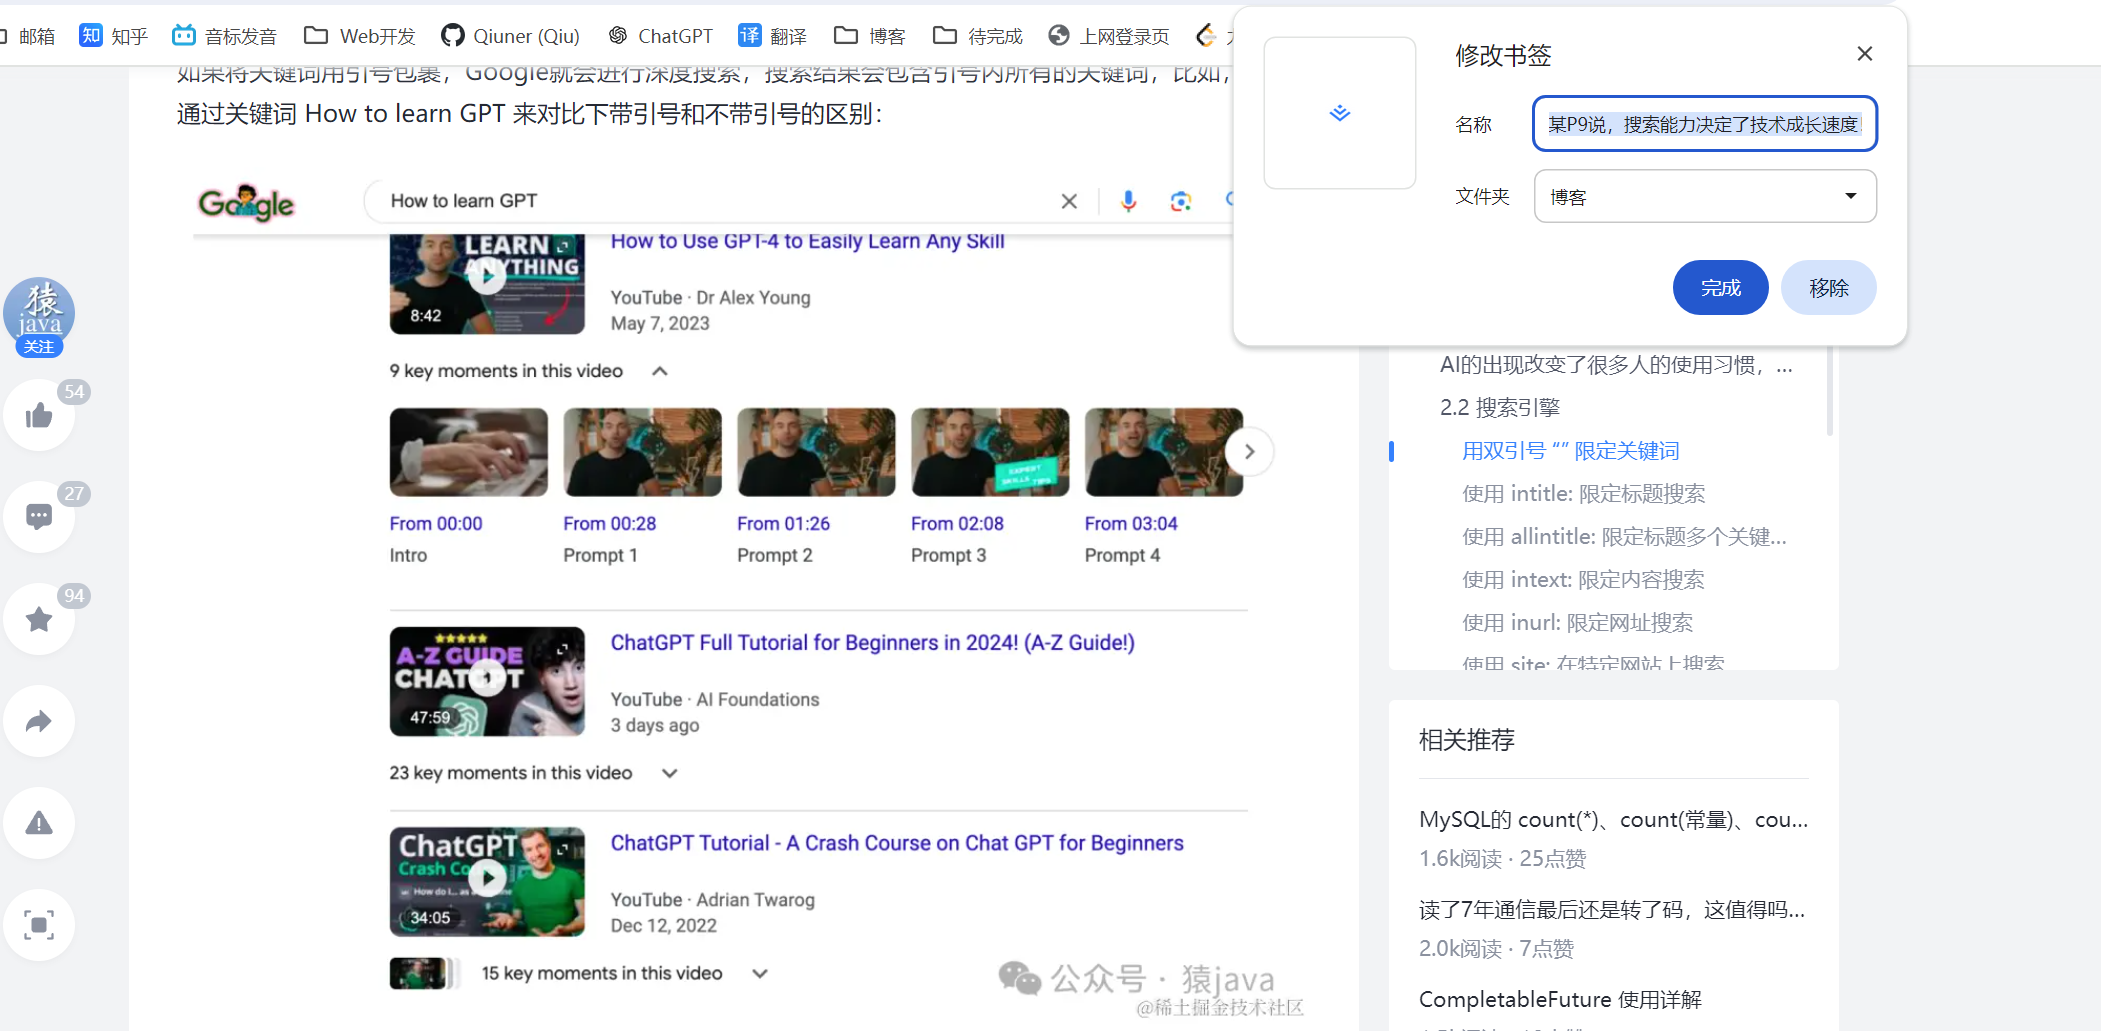 邮箱
知
知乎
音标发音
Web开发
Qiuner (Qiu)
ChatGPT
译
翻译
博客
待完成
上网登录页
修改书签
名称
某P9说，搜索能力决定了技术成长速度!
文件夹
博客
完成
移除
如果将关键词用引号包裹，Google就会进行深度搜索，搜索结果会包含引号内所有的关键词，比如，
通过关键词 How to learn GPT 来对比下带引号和不带引号的区别：
Google
How to learn GPT
LEARN
ANYTHING
8:42
How to Use GPT-4 to Easily Learn Any Skill
YouTube · Dr Alex Young
May 7, 2023
9 key moments in this video
EXPERT
SKILLS TIPS
From 00:00
Intro
From 00:28
Prompt 1
From 01:26
Prompt 2
From 02:08
Prompt 3
From 03:04
Prompt 4
A-Z GUIDE
CHATGPT
47:59
ChatGPT Full Tutorial for Beginners in 2024! (A-Z Guide!)
YouTube · AI Foundations
3 days ago
23 key moments in this video
ChatGPT
Crash
34:05
ChatGPT Tutorial - A Crash Course on Chat GPT for Beginners
YouTube · Adrian Twarog
Dec 12, 2022
15 key moments in this video
公众号 · 猿java
@稀土掘金技术社区
猿
java
关注
54
27
94
AI的出现改变了很多人的使用习惯，...
2.2 搜索引擎
用双引号 “” 限定关键词
使用 intitle: 限定标题搜索
使用 allintitle: 限定标题多个关键...
使用 intext: 限定内容搜索
使用 inurl: 限定网址搜索
使用 site: 在特定网站上搜索
相关推荐
MySQL的 count(*)、count(常量)、cou...
1.6k阅读 · 25点赞
读了7年通信最后还是转了码，这值得吗...
2.0k阅读 · 7点赞
CompletableFuture 使用详解